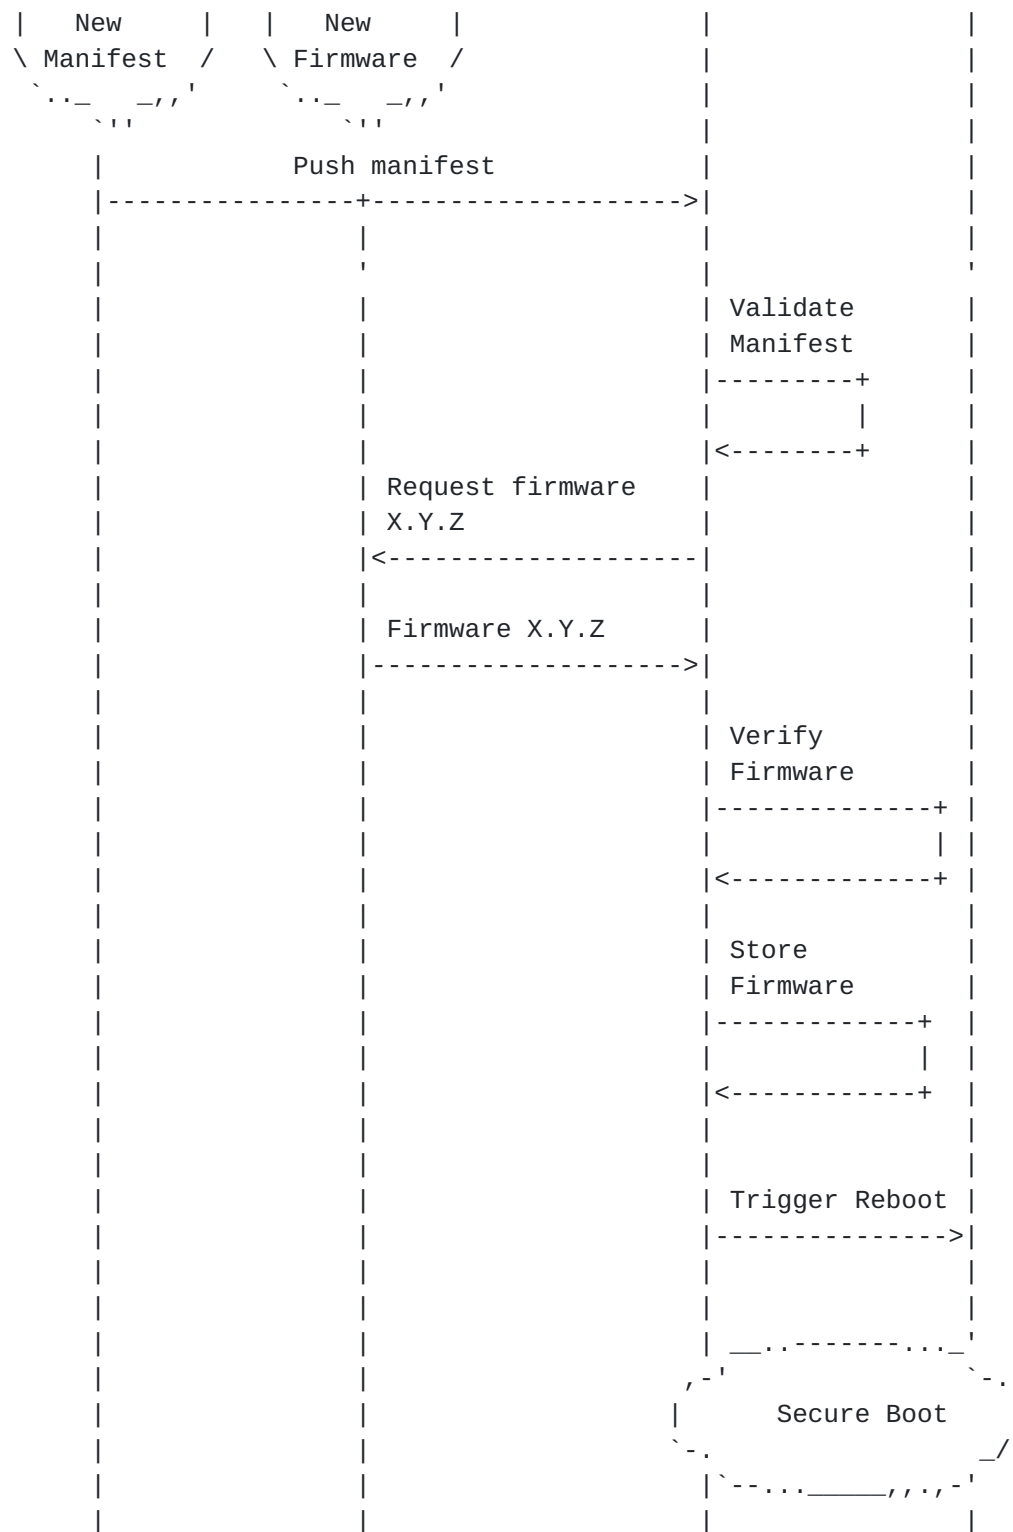 New New
Manifest Firmware
Push manifest
Validate
Manifest
Request firmware
X.Y.Z
Firmware X.Y.Z
Verify
Firmware
Store
Firmware
Trigger Reboot
Secure Boot